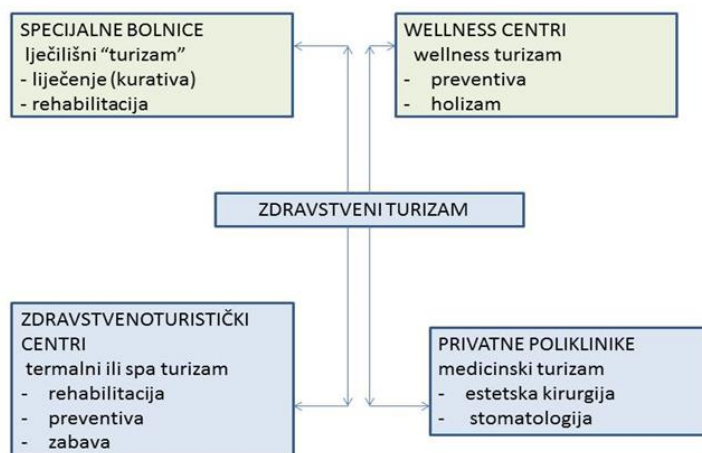 SPECIJALNE BOLNICE
lječilišni “turizam”
- liječenje (kurativa)
- rehabilitacija
WELLNESS CENTRI
wellness turizam
- preventiva
- holizam
ZDRAVSTVENI TURIZAM
ZDRAVSTVENOTURISTIČKI
CENTRI
termalni ili spa turizam
- rehabilitacija
- preventiva
- zabava
PRIVATNE POLIKLINIKE
medicinski turizam
- estetska kirurgija
- stomatologija